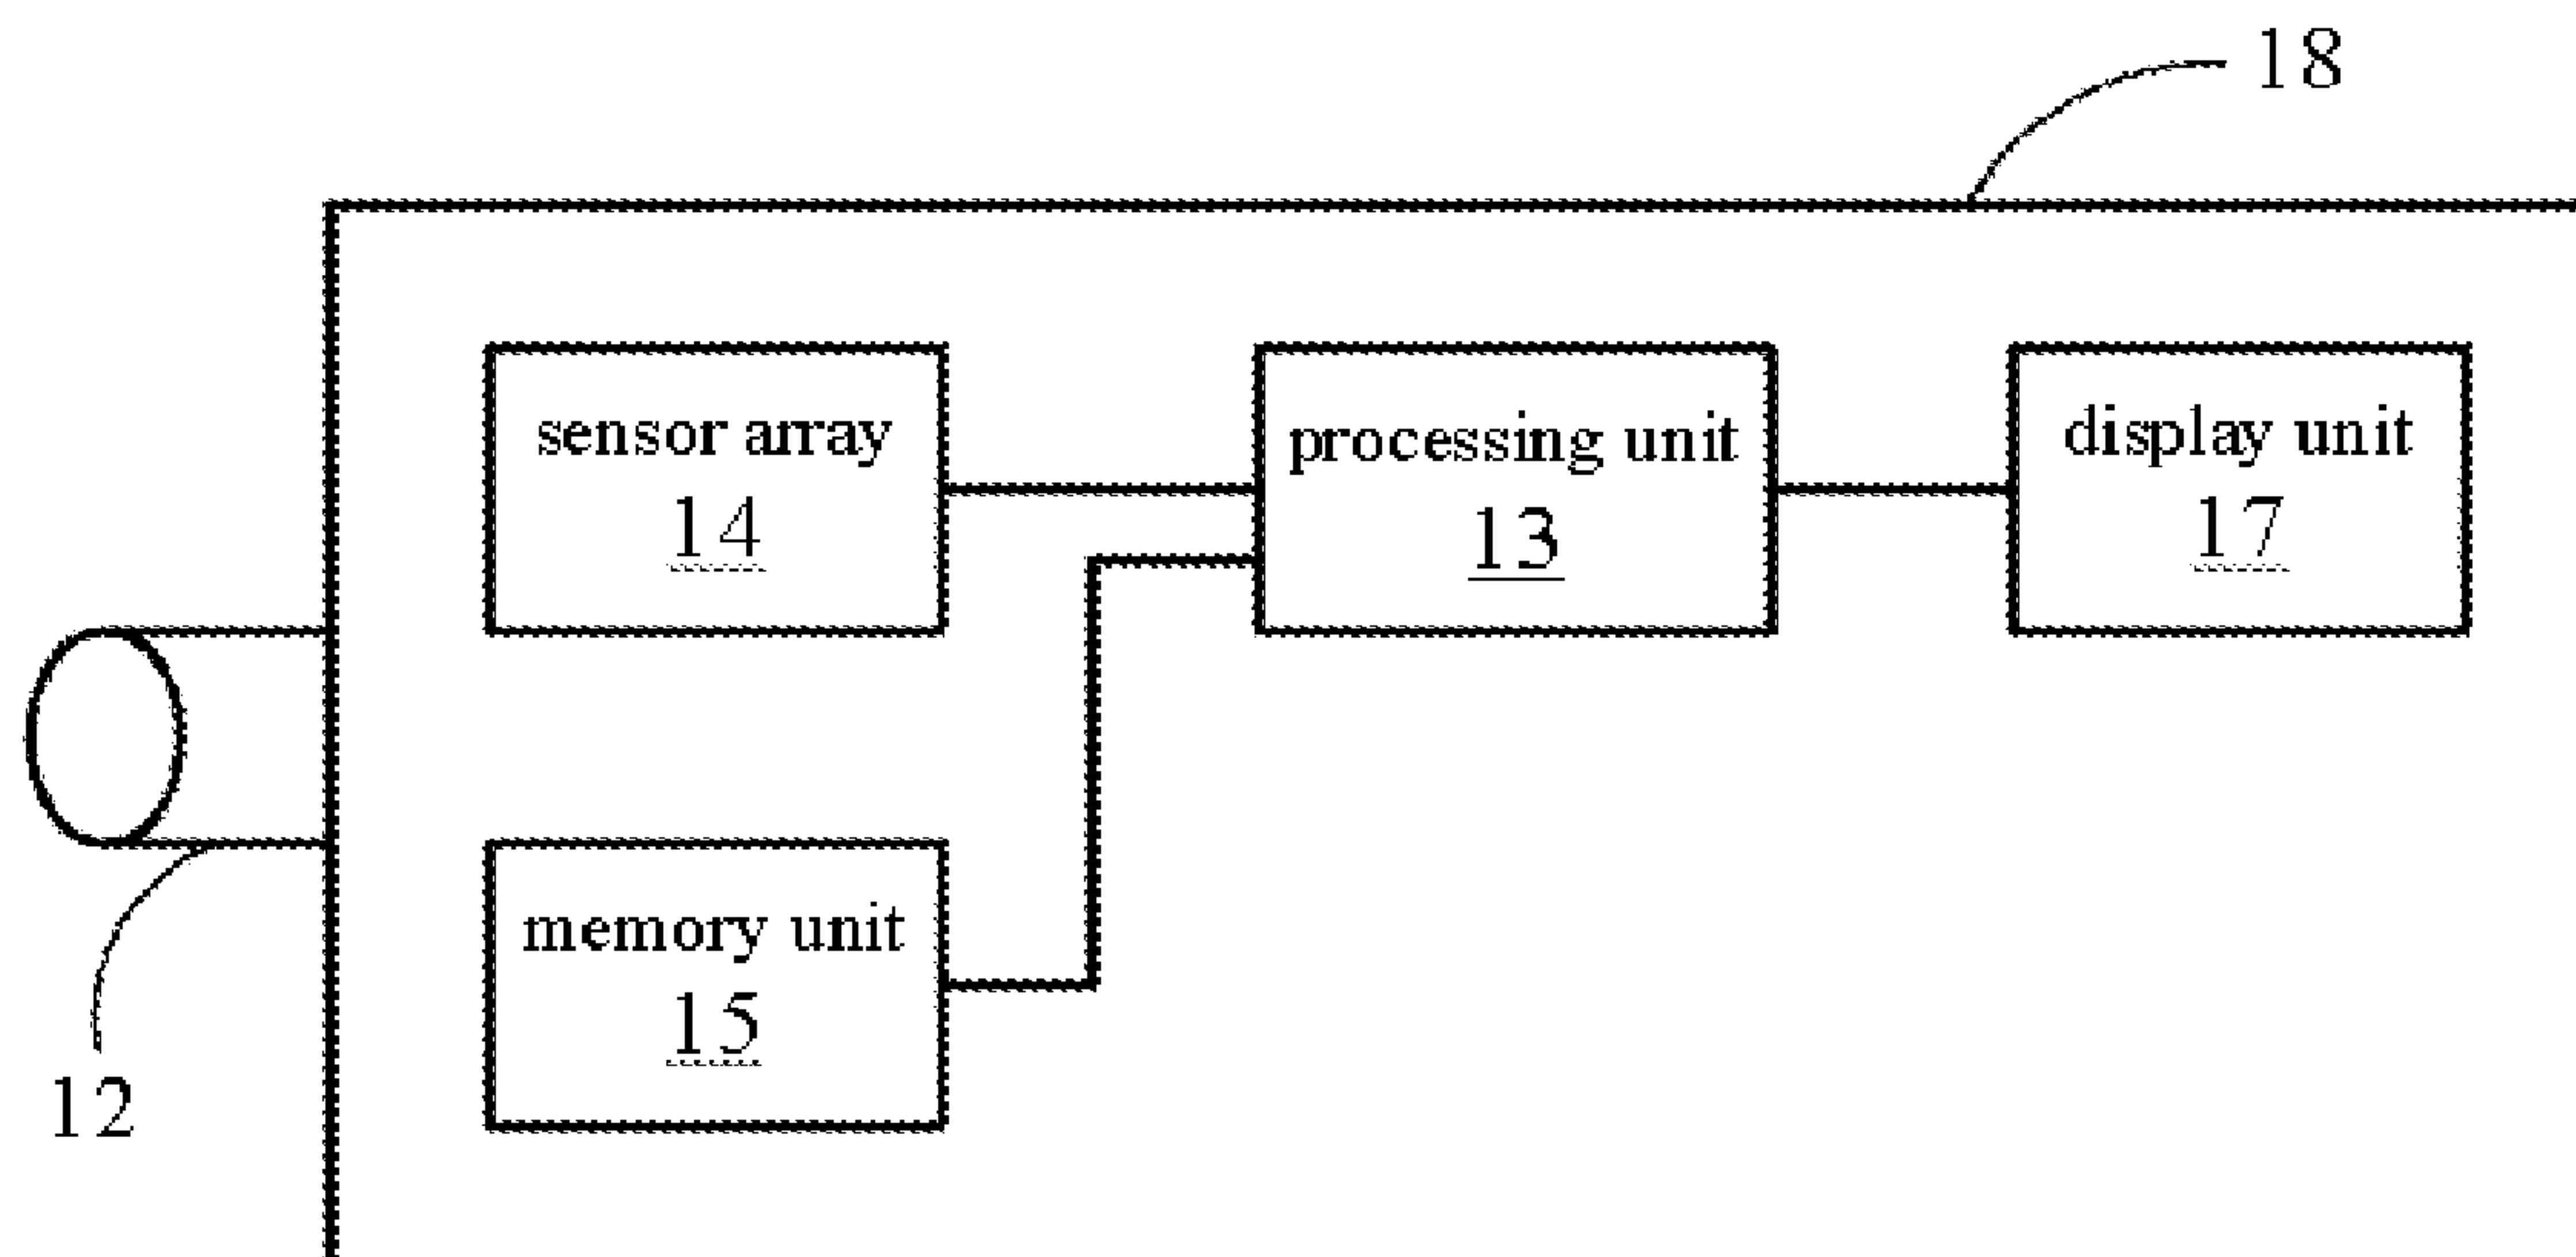 18
sensor array
14
processing unit
13
display unit
17
memory unit
15
12